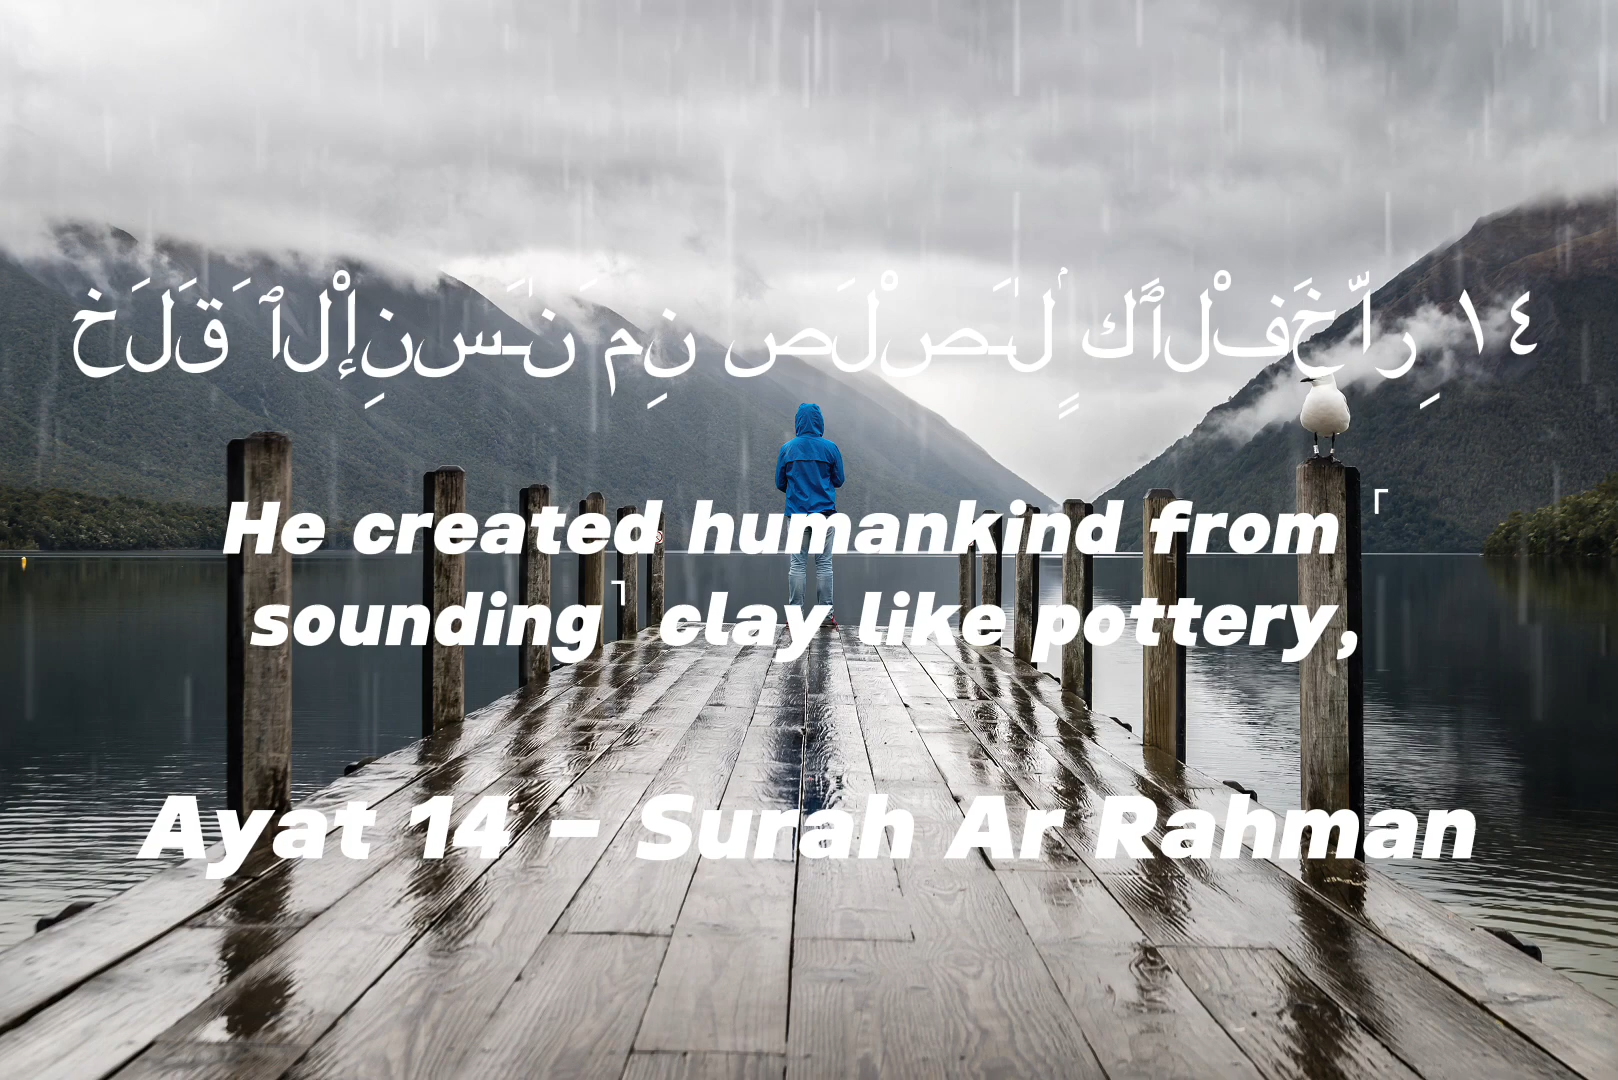 خَلَقَ ٱلْإِنسَـٰنَ مِن صَلْصَـٰلٍۢ كَٱلْفَخَّارِ ١٤
He created humankind from ⌜
sounding⌝ clay like pottery,
Ayat 14 - Surah Ar Rahman